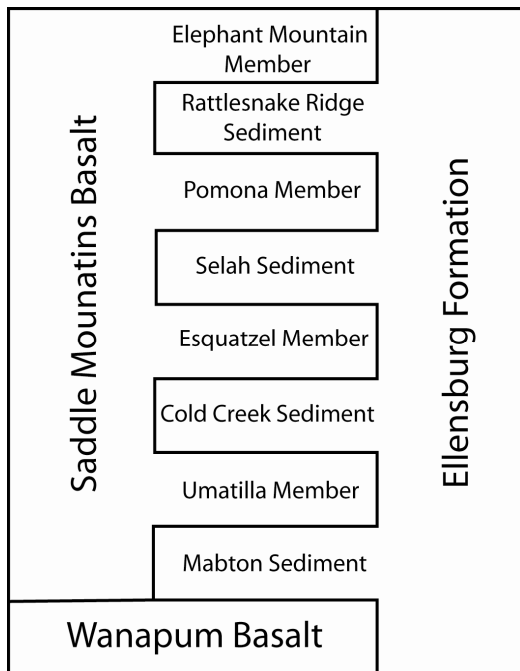 Elephant Mountain
Member
Rattlesnake Ridge
Sediment
Pomona Member
Selah Sediment
Esquatzel Member
Cold Creek Sediment
Umatilla Member
Mabton Sediment
Saddle Mounatins Basalt
Ellensburg Formation
Wanapum Basalt